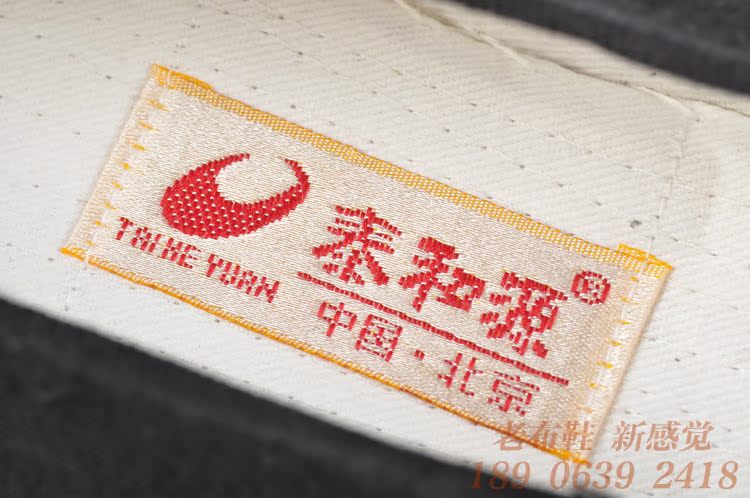 TAI HE YUAN
泰和源®
中国·北京
老布鞋 新感觉
189 0639 2418